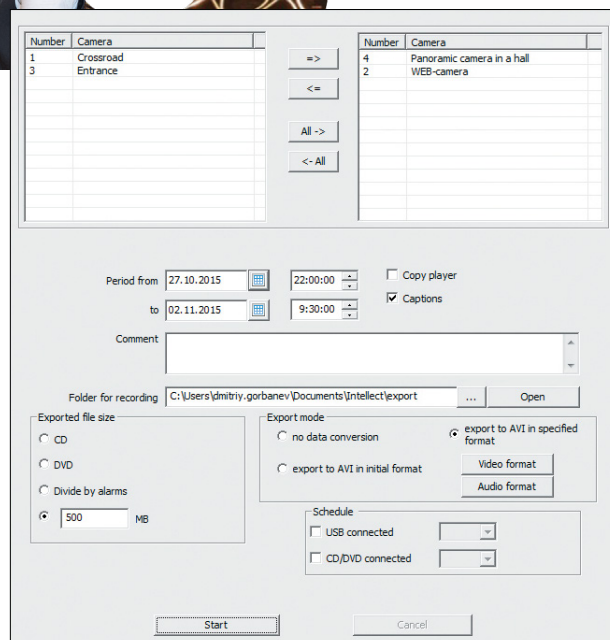 Number Camera
1 Crossroad
3 Entrance
=>
<=
All ->
<- All
Number Camera
4 Panoramic camera in a hall
2 WEB-camera
Period from 27.10.2015 22:00:00
Copy player
to 02.11.2015 9:30:00
Captions
Comment
Folder for recording C:\Users\dmitriy.gorbanev\Documents\Intellect\export ... Open
Exported file size
CD
DVD
Divide by alarms
500 MB
Export mode
no data conversion
export to AVI in specified
format
export to AVI in initial format
Video format
Audio format
Schedule
USB connected
CD/DVD connected
Start Cancel